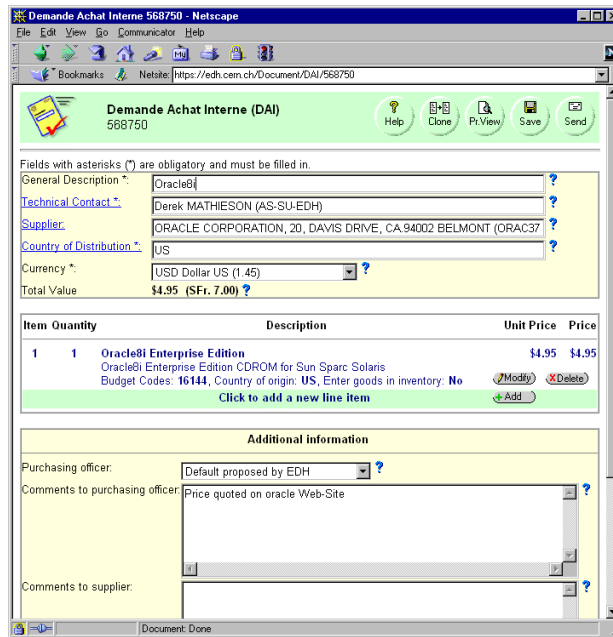 Demande Achat Interne 568750 - Netscape
File Edit View Go Communicator Help
My
Bookmarks Netsite: https://edh.cern.ch/Document/DAI/568750
Demande Achat Interne (DAI)
568750
Help Clone Pr.View Save Send
Fields with asterisks (*) are obligatory and must be filled in.
General Description *: Oracle8i ?
Technical Contact *: Derek MATHIESON (AS-SU-EDH) ?
Supplier: ORACLE CORPORATION, 20, DAVIS DRIVE, CA.94002 BELMONT (ORAC37 ?
Country of Distribution *: US ?
Currency *: USD Dollar US (1.45) ?
Total Value $4.95 (SFr. 7.00) ?
Item Quantity Description Unit Price Price
1 1 Oracle8i Enterprise Edition $4.95 $4.95
Oracle8i Enterprise Edition CDROM for Sun Sparc Solaris
Budget Codes: 16144, Country of origin: US, Enter goods in inventory: No Modify Delete
Click to add a new line item Add
Additional information
Purchasing officer: Default proposed by EDH ?
Comments to purchasing officer: Price quoted on oracle Web-Site ?
Comments to supplier: ?
Document: Done